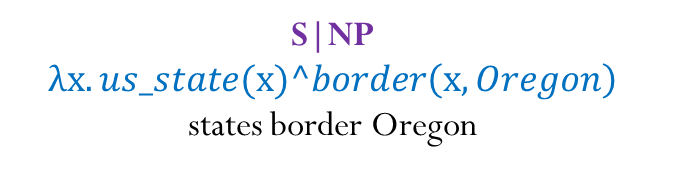 S|NP
λx.us_state(x)^border(x,Oregon)
states border Oregon